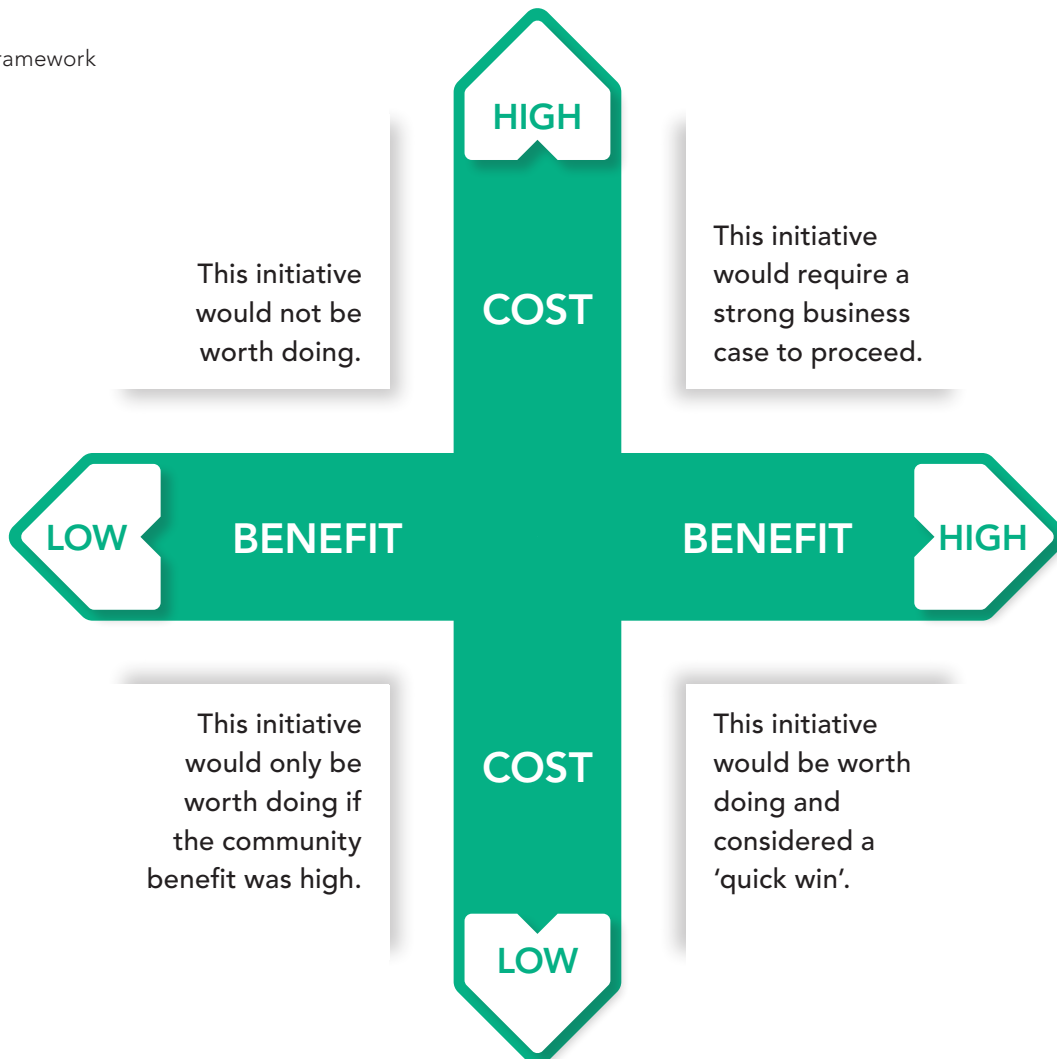 HIGH
This initiative
would not be
worth doing.
COST
This initiative
would require a
strong business
case to proceed.
LOW
BENEFIT
BENEFIT
HIGH
This initiative
would only be
worth doing if
the community
benefit was high.
COST
This initiative
would be worth
doing and
considered a
‘quick win’.
LOW